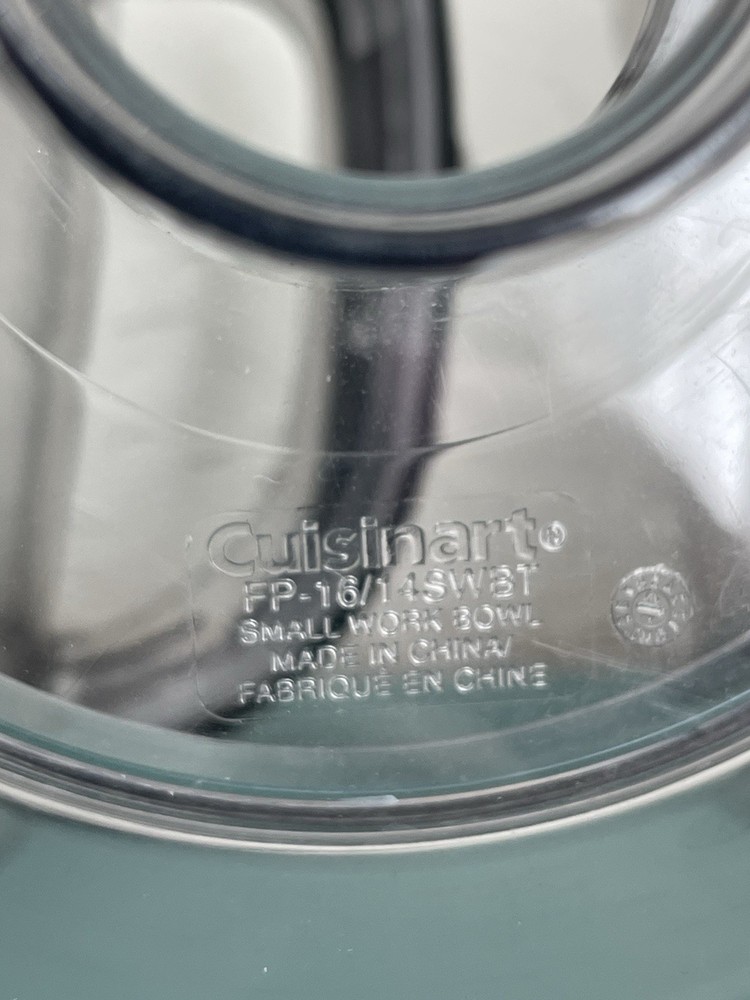 Cuisinart®
FP-16/14SWBT
SMALL WORK BOWL
MADE IN CHINA/
FABRIQUÉ EN CHINE